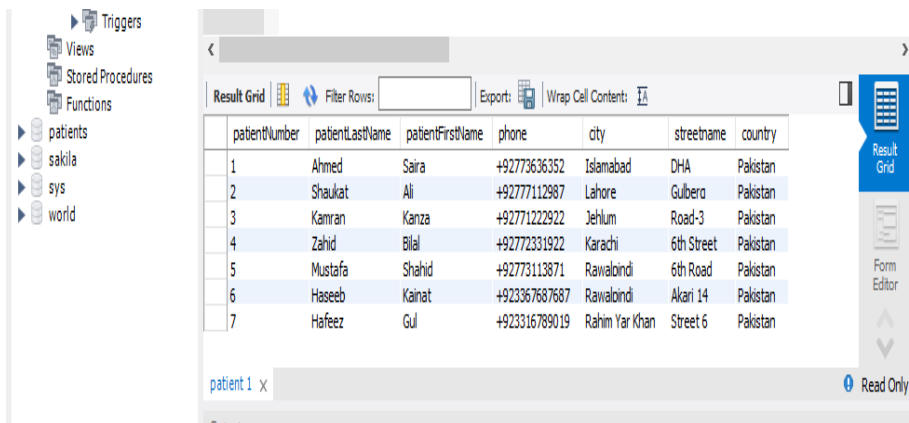 Triggers
Views
Stored Procedures
Functions
patients
sakila
sys
world
Result Grid Filter Rows: Export: Wrap Cell Content:
patientNumber patientLastName patientFirstName phone city streetname country
1 Ahmed Saira +92773636352 Islamabad DHA Pakistan
2 Shaukat Ali +92777112987 Lahore Gulberg Pakistan
3 Kamran Kanza +92771222922 Jehlum Road-3 Pakistan
4 Zahid Bilal +92772331922 Karachi 6th Street Pakistan
5 Mustafa Shahid +92773113871 Rawalpindi 6th Road Pakistan
6 Haseeb Kainat +923367687687 Rawalpindi Akari 14 Pakistan
7 Hafeez Gul +923316789019 Rahim Yar Khan Street 6 Pakistan
Result
Grid
Form
Editor
patient 1 Read Only